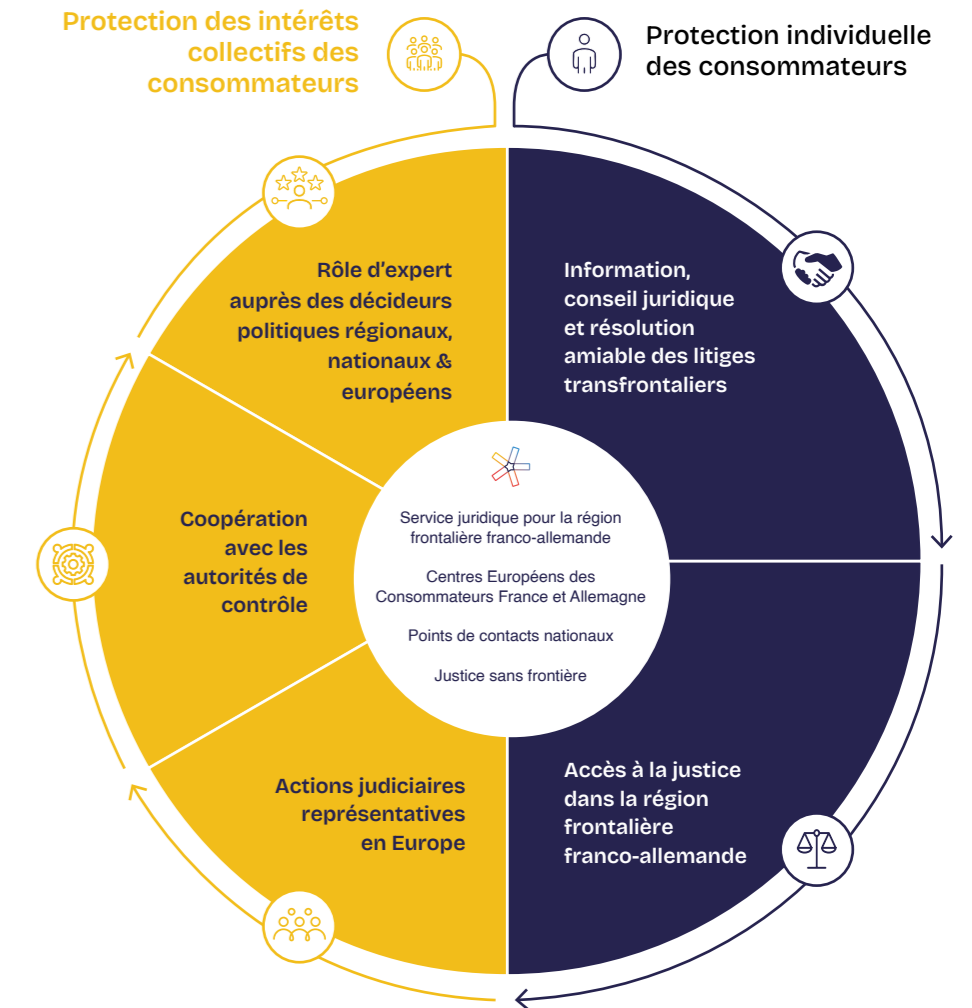 Protection des intérêts
collectifs des
consommateurs
Protection individuelle
des consommateurs
Rôle d'expert
auprès des décideurs
politiques régionaux,
nationaux &
européens
Information,
conseil juridique
et résolution
amiable des litiges
transfrontaliers
Coopération
avec les
autorités de
contrôle
Service juridique pour la région
frontalière franco-allemande
Centres Européens des
Consommateurs France et Allemagne
Points de contacts nationaux
Justice sans frontière
Actions judiciaires
représentatives
en Europe
Accès à la justice
dans la région
frontalière
franco-allemande